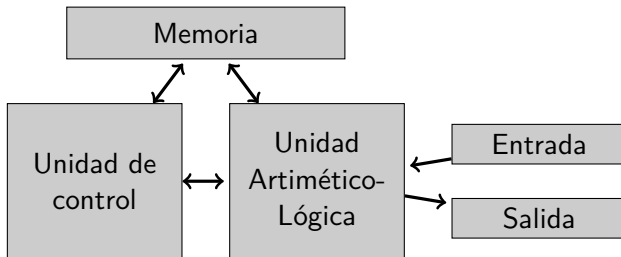 Memoria
Unidad de
control
Unidad
Artimético-
Lógica
Entrada
Salida